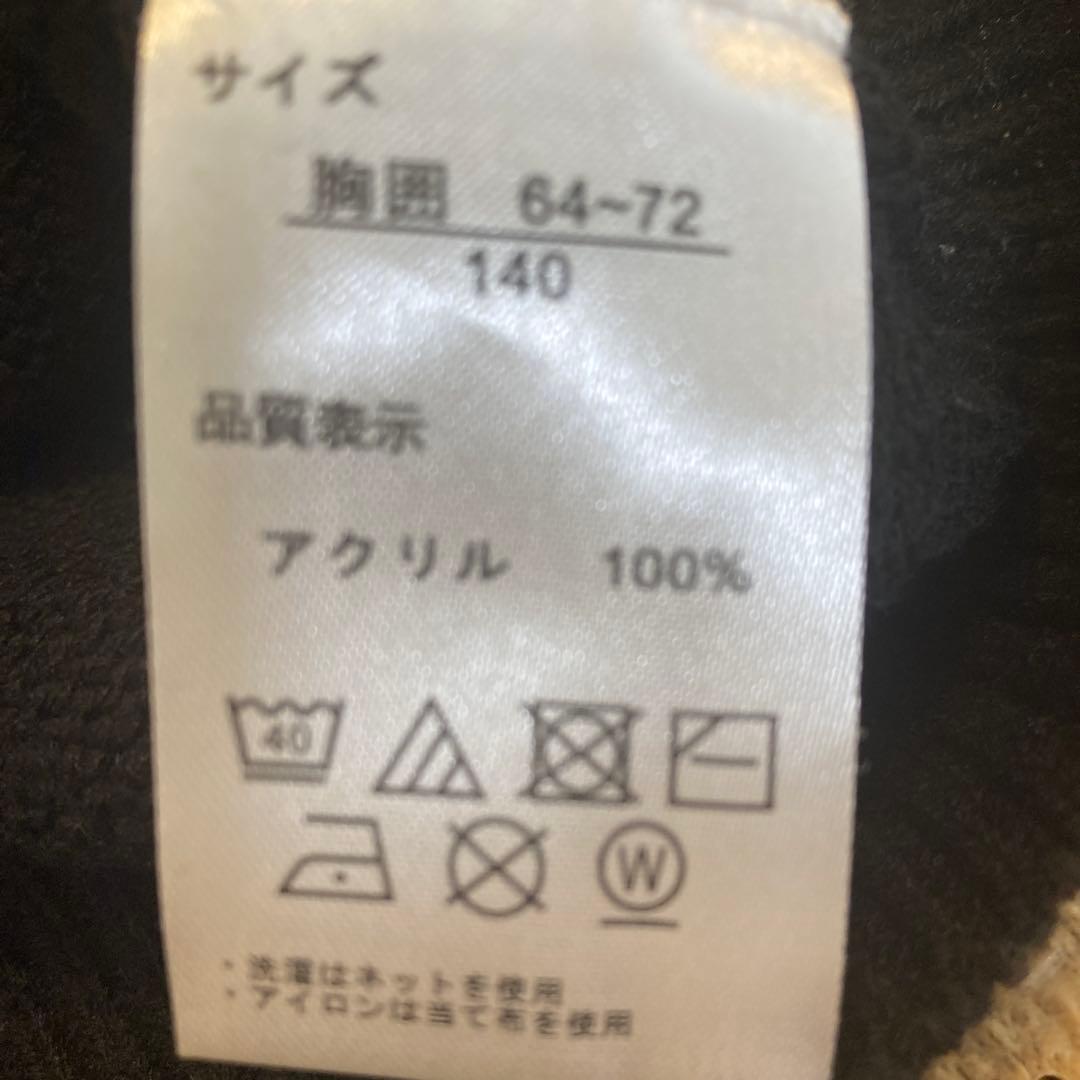 サイズ
胸囲 64~72
140
品質表示
アクリル 100%
40
W
・洗濯はネットを使用
・アイロンは当て布を使用